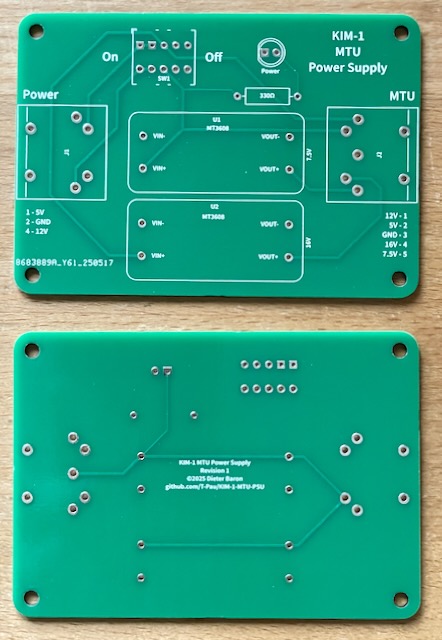 KIM-1
MTU
Power Supply
On
Off
SW1
Power
330Ω
Power
MTU
U1
MT3608
VIN-
VOUT-
VIN+
VOUT+
7.5V
J1
J2
U2
MT3608
VIN-
VOUT-
VIN+
VOUT+
16V
1 - 5V
2 - GND
4 - 12V
12V - 1
5V - 2
GND - 3
16V - 4
7.5V - 5
8683889A_Y61_250517
KIM-1 MTU Power Supply
Revision 1
©2025 Dieter Baron
github.com/T-Pau/KIM-1-MTU-PSU